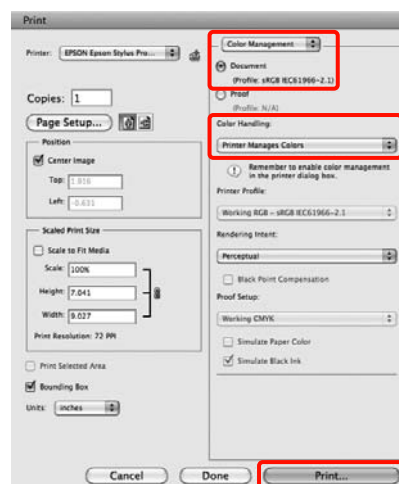 Print
Printer: EPSON Epson Stylus Pro...
Copies: 1
Page Setup...
Position
Center Image
Top: 1.936
Left: -0.631
Scaled Print Size
Scale to Fit Media
Scale: 100%
Height: 7.041
Width: 9.027
Print Resolution: 72 PPI
Print Selected Area
Bounding Box
Units: inches
Color Management
Document
(Profile: sRGB IEC61966-2.1)
Proof
(Profile: N/A)
Color Handling:
Printer Manages Colors
Remember to enable color management
in the printer dialog box.
Printer Profile:
Working RGB - sRGB IEC61966-2.1
Rendering Intent:
Perceptual
Black Point Compensation
Proof Setup:
Working CMYK
Simulate Paper Color
Simulate Black Ink
Cancel
Done
Print...